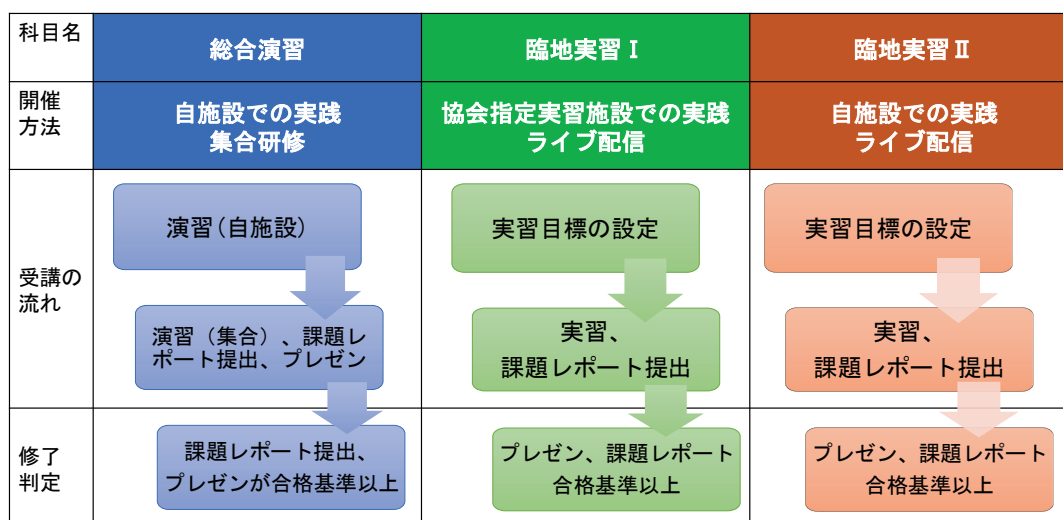 科目名
総合演習
臨地実習Ⅰ
臨地実習Ⅱ
開催
方法
自施設での実践
集合研修
協会指定実習施設での実践
ライブ配信
自施設での実践
ライブ配信
受講の
流れ
演習(自施設)
演習（集合）、課題レ
ポート提出、プレゼン
実習目標の設定
実習、
課題レポート提出
実習目標の設定
実習、
課題レポート提出
修了
判定
課題レポート提出、
プレゼンが合格基準以上
プレゼン、課題レポート
合格基準以上
プレゼン、課題レポート
合格基準以上